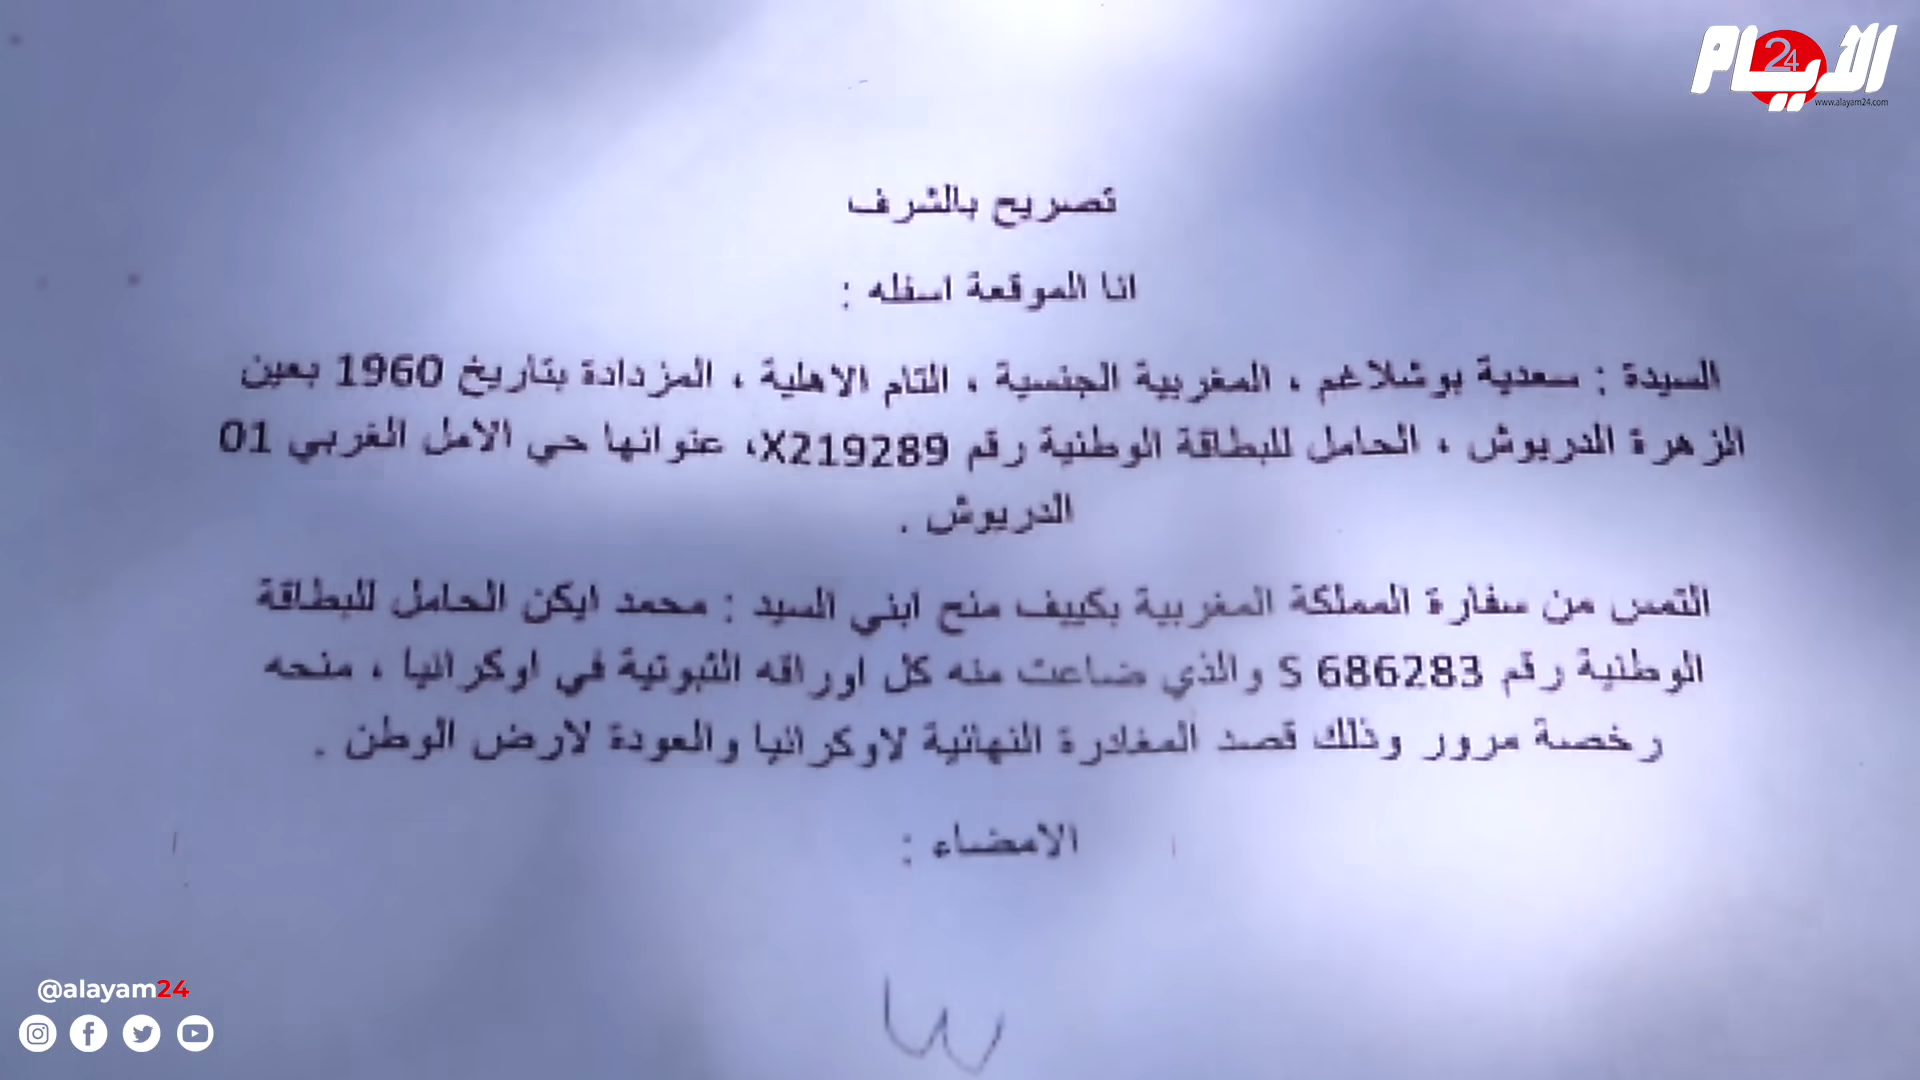 الايام 24
www.alayam24.com
تصريح بالشرف
انا الموقعة اسفله :
السيدة : سعدية بوشلاغم ، المغربية الجنسية ، التام الاهلية ، المزدادة بتاريخ 1960 بعين
الزهرة الدريوش ، الحامل للبطاقة الوطنية رقم X219289، عنوانها حي الامل الغربي 01
الدريوش .
التمس من سفارة المملكة المغربية بكييف منح ابني السيد : محمد ايكن الحامل للبطاقة
الوطنية رقم S 686283 والذي ضاعت منه كل اوراقه الثبوتية في اوكرانيا ، منحه
رخصة مرور وذلك قصد المغادرة النهائية لاوكرانيا والعودة لارض الوطن .
الامضاء :
@alayam24